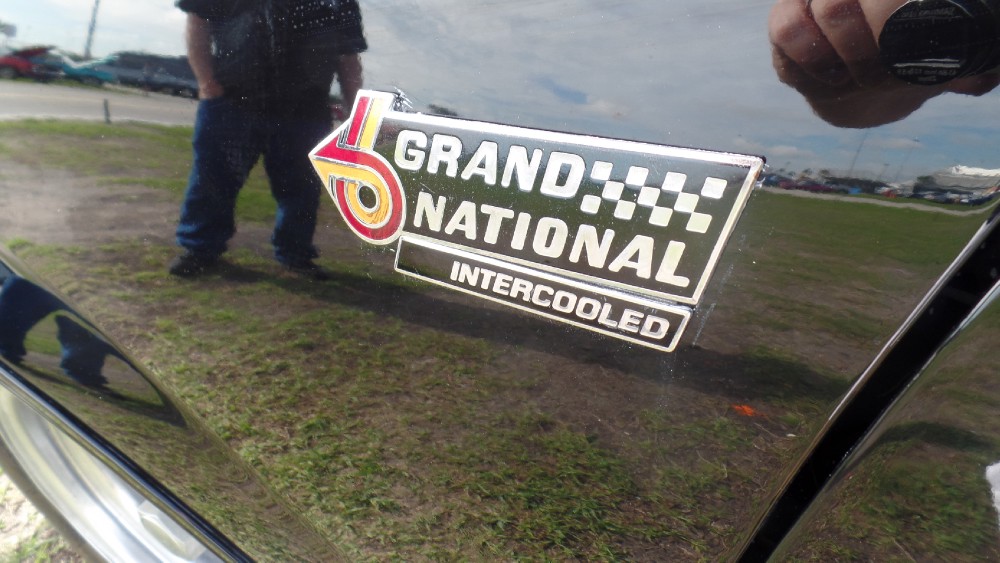 GRAND
NATIONAL
INTERCOOLED